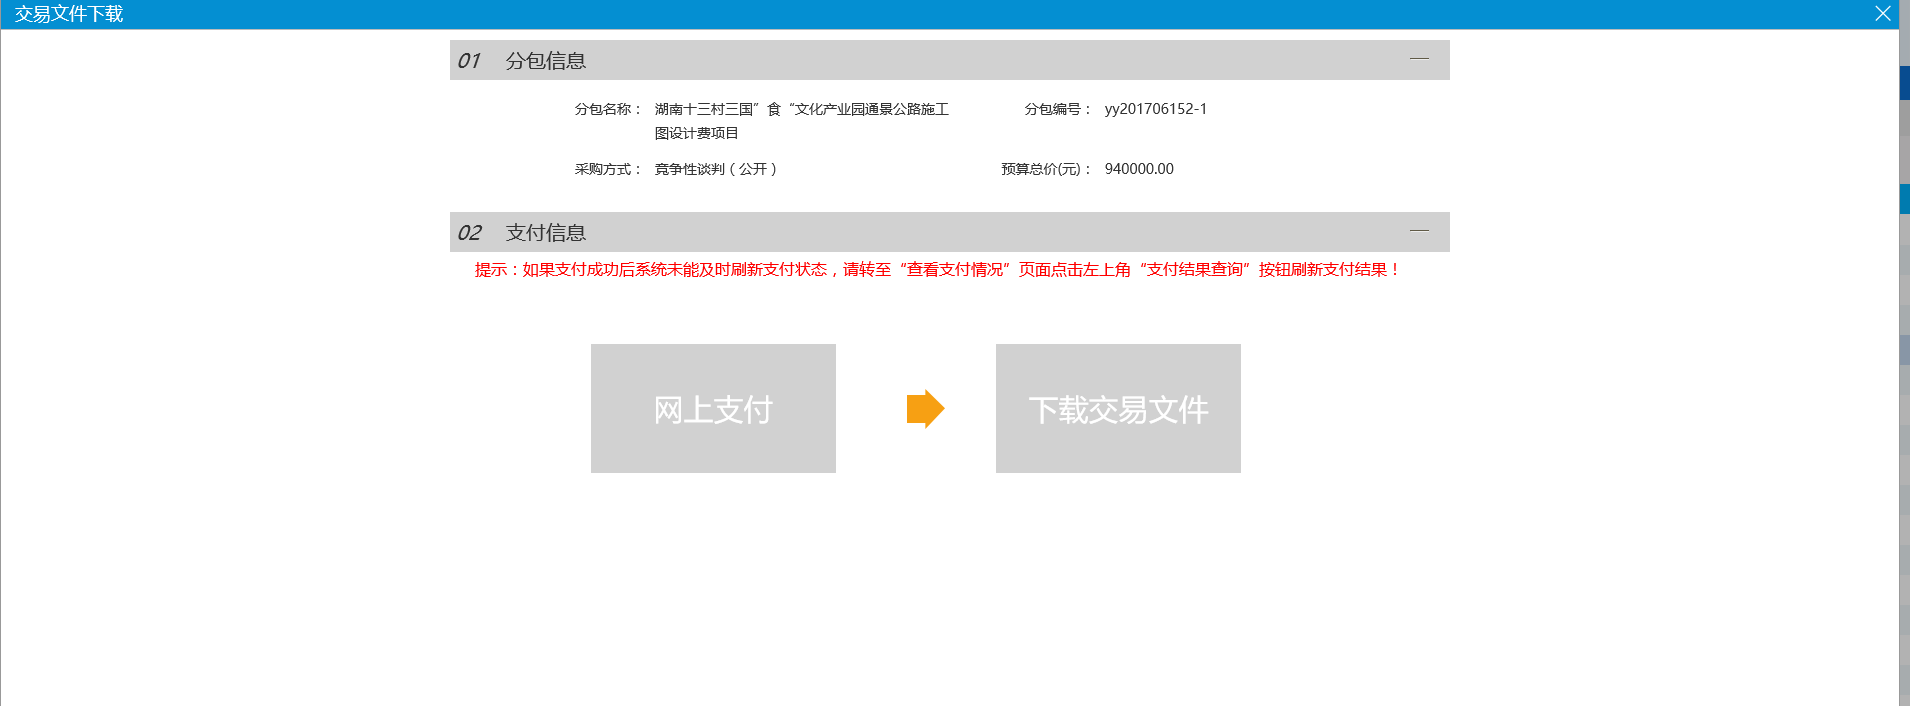 交易文件下载
01 分包信息
分包名称： 湖南十三村三国”食“文化产业园通景公路施工 分包编号： yy201706152-1
图设计费项目
采购方式： 竞争性谈判（公开） 预算总价(元)： 940000.00
02 支付信息
提示：如果支付成功后系统未能及时刷新支付状态，请转至“查看支付情况”页面点击左上角“支付结果查询”按钮刷新支付结果！
网上支付 下载交易文件